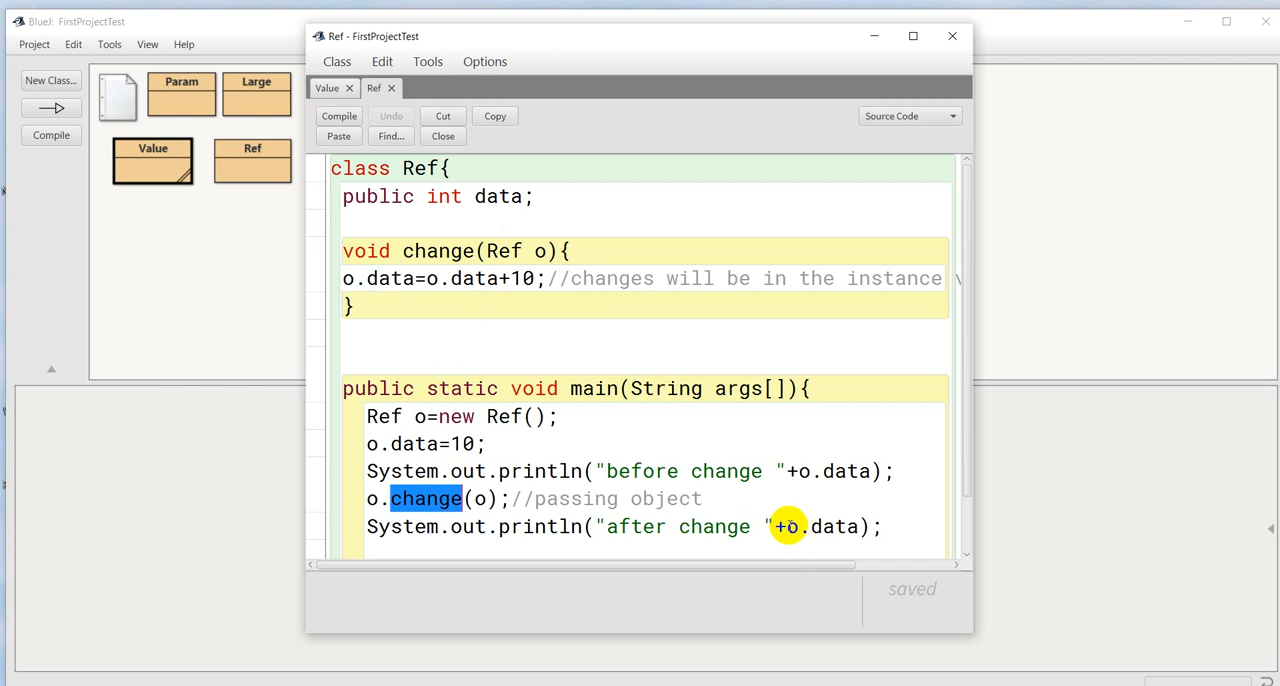 BlueJ: FirstProjectTest
Project Edit Tools View Help
New Class...
Compile
Param
Large
Value
Ref
Ref - FirstProjectTest
Class Edit Tools Options
Value Ref
Compile Undo Cut Copy
Paste Find... Close
Source Code
class Ref{
public int data;
void change(Ref o){
o.data=o.data+10;//changes will be in the instance
}
public static void main(String args[]){
Ref o=new Ref();
o.data=10;
System.out.println("before change "+o.data);
o.change(o);//passing object
System.out.println("after change "+o.data);
saved